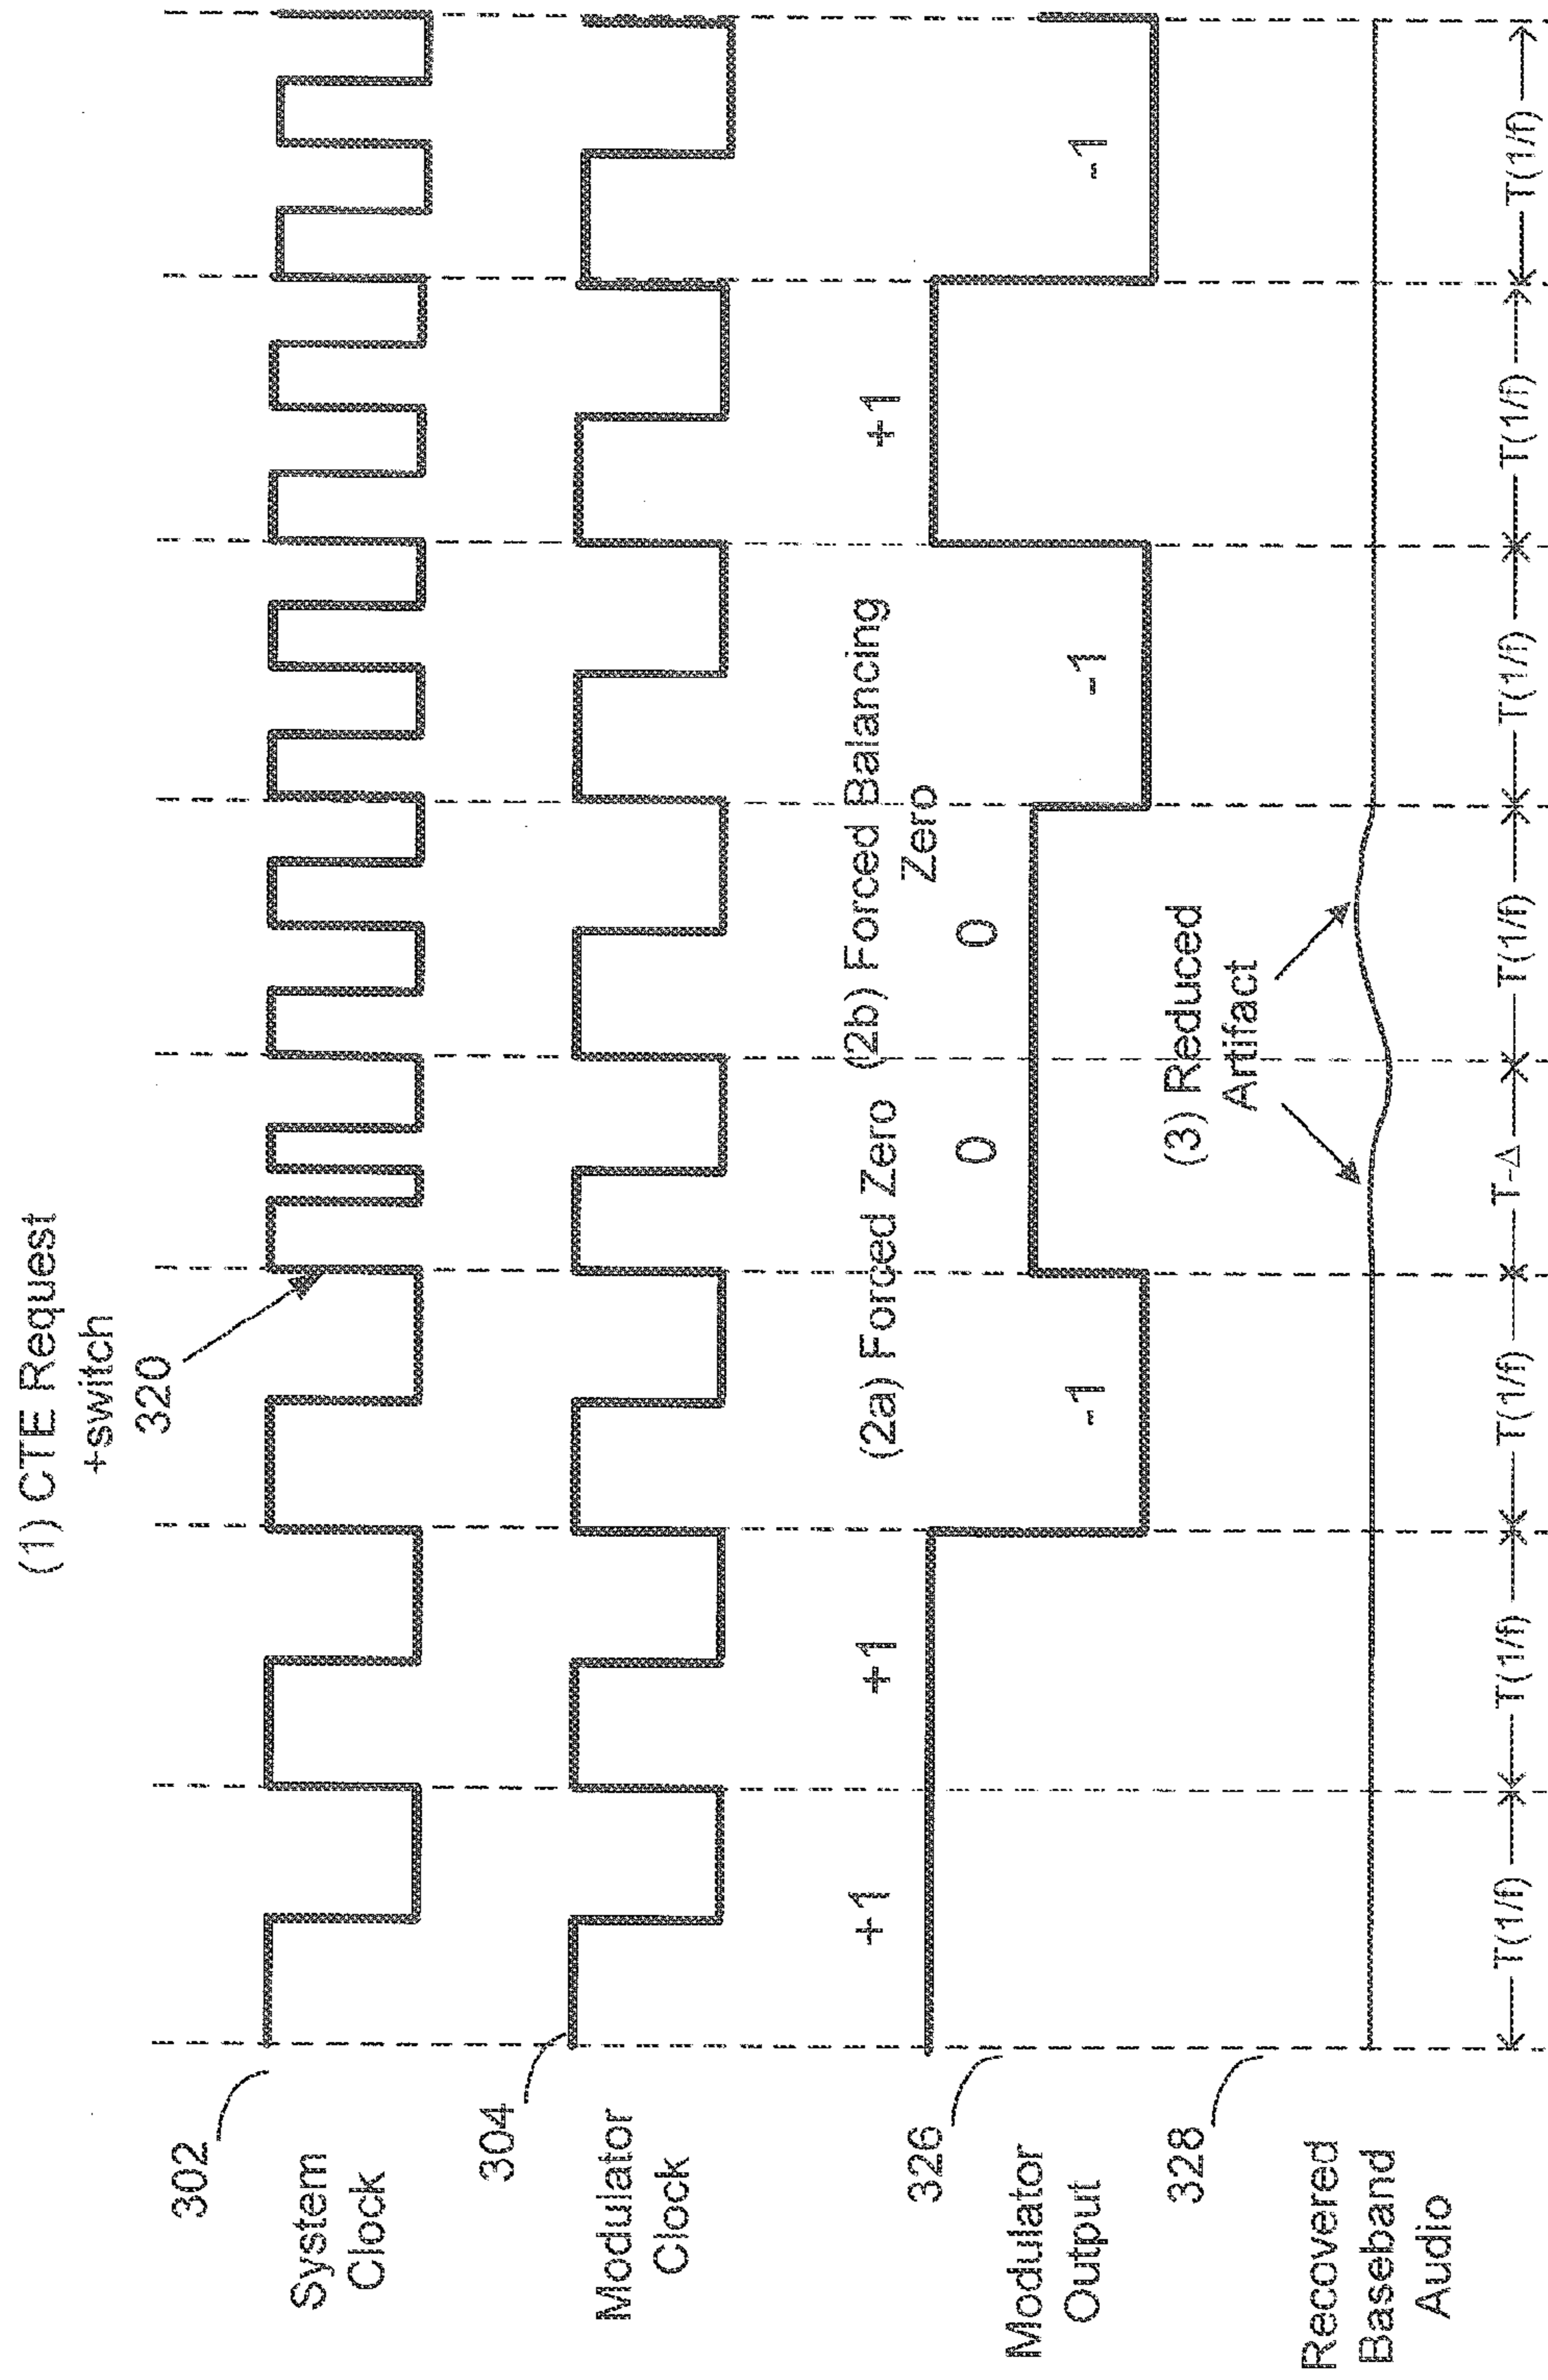 (1) CTE Request
+switch
320
302
System
Clock
304
Modulator
Clock
+1
+1
-1
(2a) Forced Zero
0
(2b) Forced Balancing
Zero
0
-1
+1
-1
326
Modulator
Output
(3) Reduced
Artifact
328
Recovered
Baseband
Audio
T(1/f)
T(1/f)
T(1/f)
T-Δ
T(1/f)
T(1/f)
T(1/f)
T(1/f)